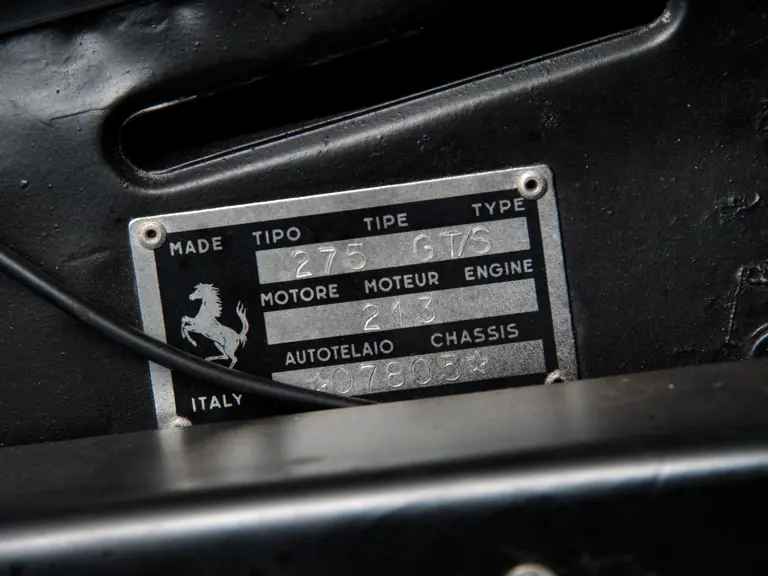 MADE TIPO TIPE TYPE
275 GT/S
MOTORE MOTEUR ENGINE
213
AUTOTELAIO CHASSIS
☆07805☆
ITALY